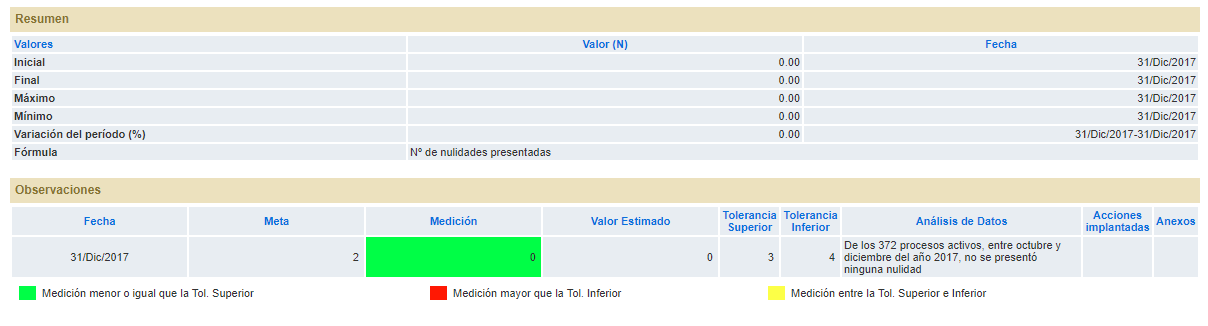 Resumen
Valores Valor (N) Fecha
Inicial 0.00 31/Dic/2017
Final 0.00 31/Dic/2017
Máximo 0.00 31/Dic/2017
Mínimo 0.00 31/Dic/2017
Variación del período (%) 0.00 31/Dic/2017-31/Dic/2017
Fórmula Nº de nulidades presentadas
Observaciones
Fecha Meta Medición Valor Estimado Tolerancia Superior Tolerancia Inferior Análisis de Datos Acciones implantadas Anexos
31/Dic/2017 2 0 0 3 4 De los 372 procesos activos, entre octubre y
diciembre del año 2017, no se presentó
ninguna nulidad
Medición menor o igual que la Tol. Superior Medición mayor que la Tol. Inferior Medición entre la Tol. Superior e Inferior